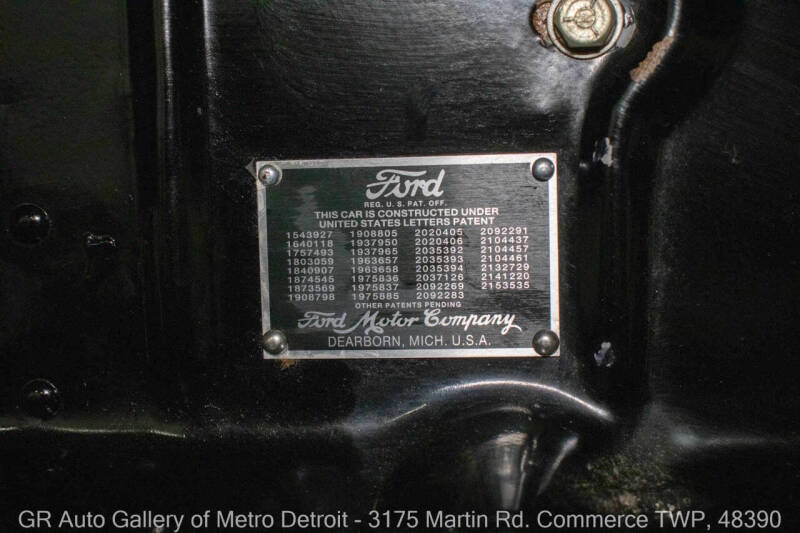 Ford
REG. U. S. PAT. OFF.
THIS CAR IS CONSTRUCTED UNDER
UNITED STATES LETTERS PATENT
1543927 1908805 2020405 2092291
1640118 1937950 2020406 2104437
1757493 1937965 2035392 2104457
1803059 1963657 2035393 2104461
1840907 1963658 2035394 2132729
1874545 1975836 2037126 2141220
1873569 1975837 2092269 2153535
1908798 1975885 2092283
OTHER PATENTS PENDING
Ford Motor Company
DEARBORN, MICH. U.S.A.
GR Auto Gallery of Metro Detroit - 3175 Martin Rd. Commerce TWP, 48390